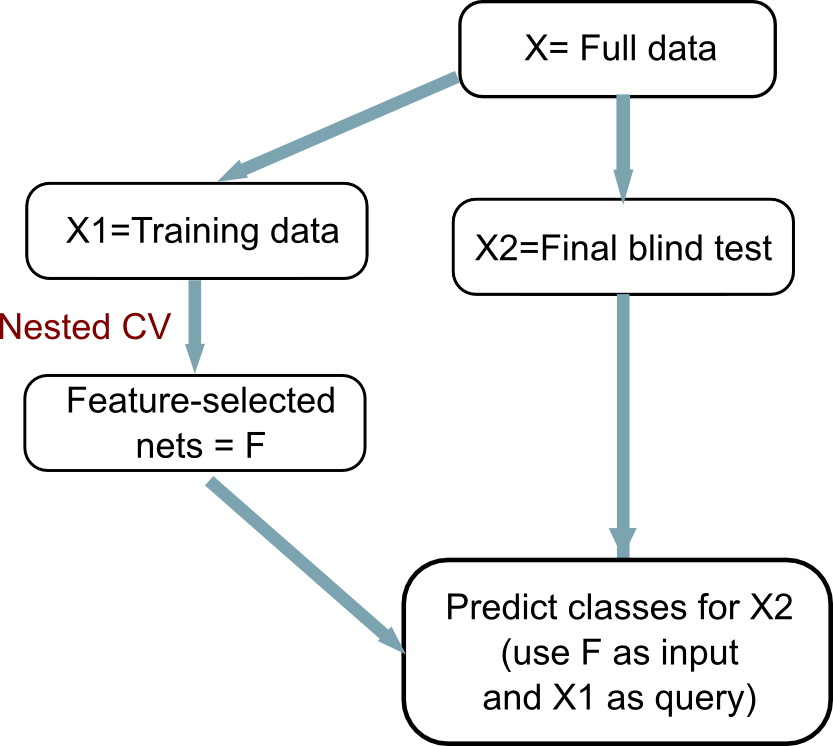 X= Full data
X1=Training data
X2=Final blind test
Nested CV
Feature-selected
nets = F
Predict classes for X2
(use F as input
and X1 as query)